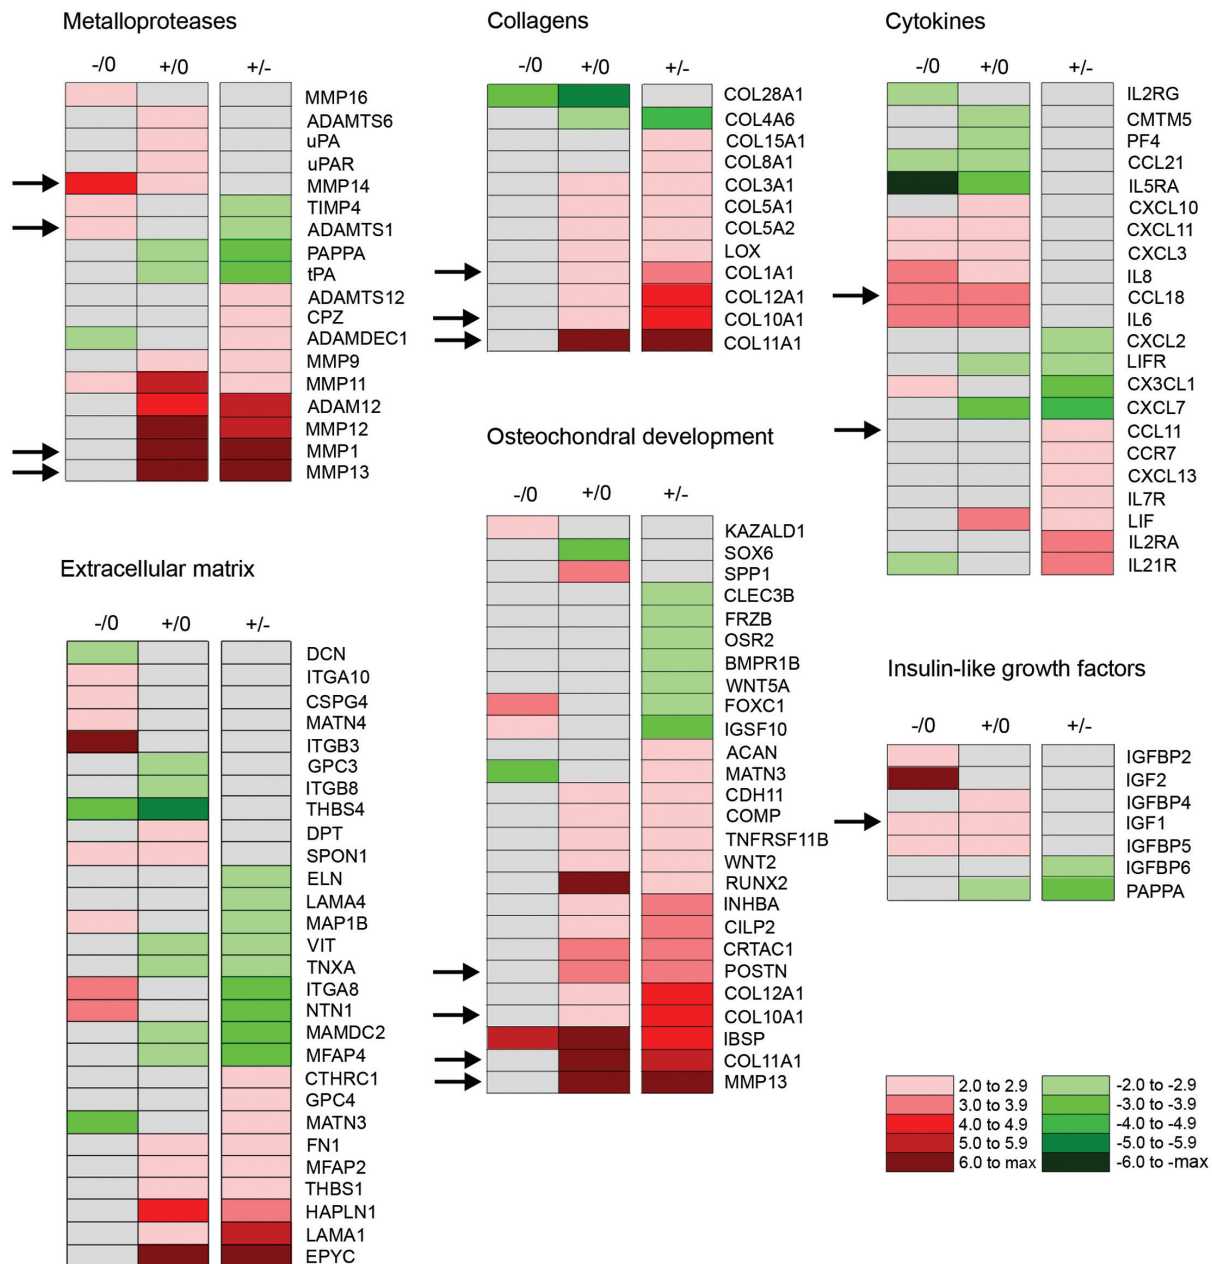 Metalloproteases
-/0 +/0 +/-
MMP16
ADAMTS6
uPA
uPAR
MMP14
TIMP4
ADAMTS1
PAPPA
tPA
ADAMTS12
CPZ
ADAMDEC1
MMP9
MMP11
ADAM12
MMP12
MMP1
MMP13
Extracellular matrix
-/0 +/0 +/-
DCN
ITGA10
CSPG4
MATN4
ITGB3
GPC3
ITGB8
THBS4
DPT
SPON1
ELN
LAMA4
MAP1B
VIT
TNXA
ITGA8
NTN1
MAMDC2
MFAP4
CTHRC1
GPC4
MATN3
FN1
MFAP2
THBS1
HAPLN1
LAMA1
EPYC
Collagens
-/0 +/0 +/-
COL28A1
COL4A6
COL15A1
COL8A1
COL3A1
COL5A1
COL5A2
LOX
COL1A1
COL12A1
COL10A1
COL11A1
Osteochondral development
-/0 +/0 +/-
KAZALD1
SOX6
SPP1
CLEC3B
FRZB
OSR2
BMPR1B
WNT5A
FOXC1
IGSF10
ACAN
MATN3
CDH11
COMP
TNFRSF11B
WNT2
RUNX2
INHBA
CILP2
CRTAC1
POSTN
COL12A1
COL10A1
IBSP
COL11A1
MMP13
Cytokines
-/0 +/0 +/-
IL2RG
CMTM5
PF4
CCL21
IL5RA
CXCL10
CXCL11
CXCL3
IL8
CCL18
IL6
CXCL2
LIFR
CX3CL1
CXCL7
CCL11
CCR7
CXCL13
IL7R
LIF
IL2RA
IL21R
Insulin-like growth factors
-/0 +/0 +/-
IGFBP2
IGF2
IGFBP4
IGF1
IGFBP5
IGFBP6
PAPPA
2.0 to 2.9 -2.0 to -2.9
3.0 to 3.9 -3.0 to -3.9
4.0 to 4.9 -4.0 to -4.9
5.0 to 5.9 -5.0 to -5.9
6.0 to max -6.0 to -max